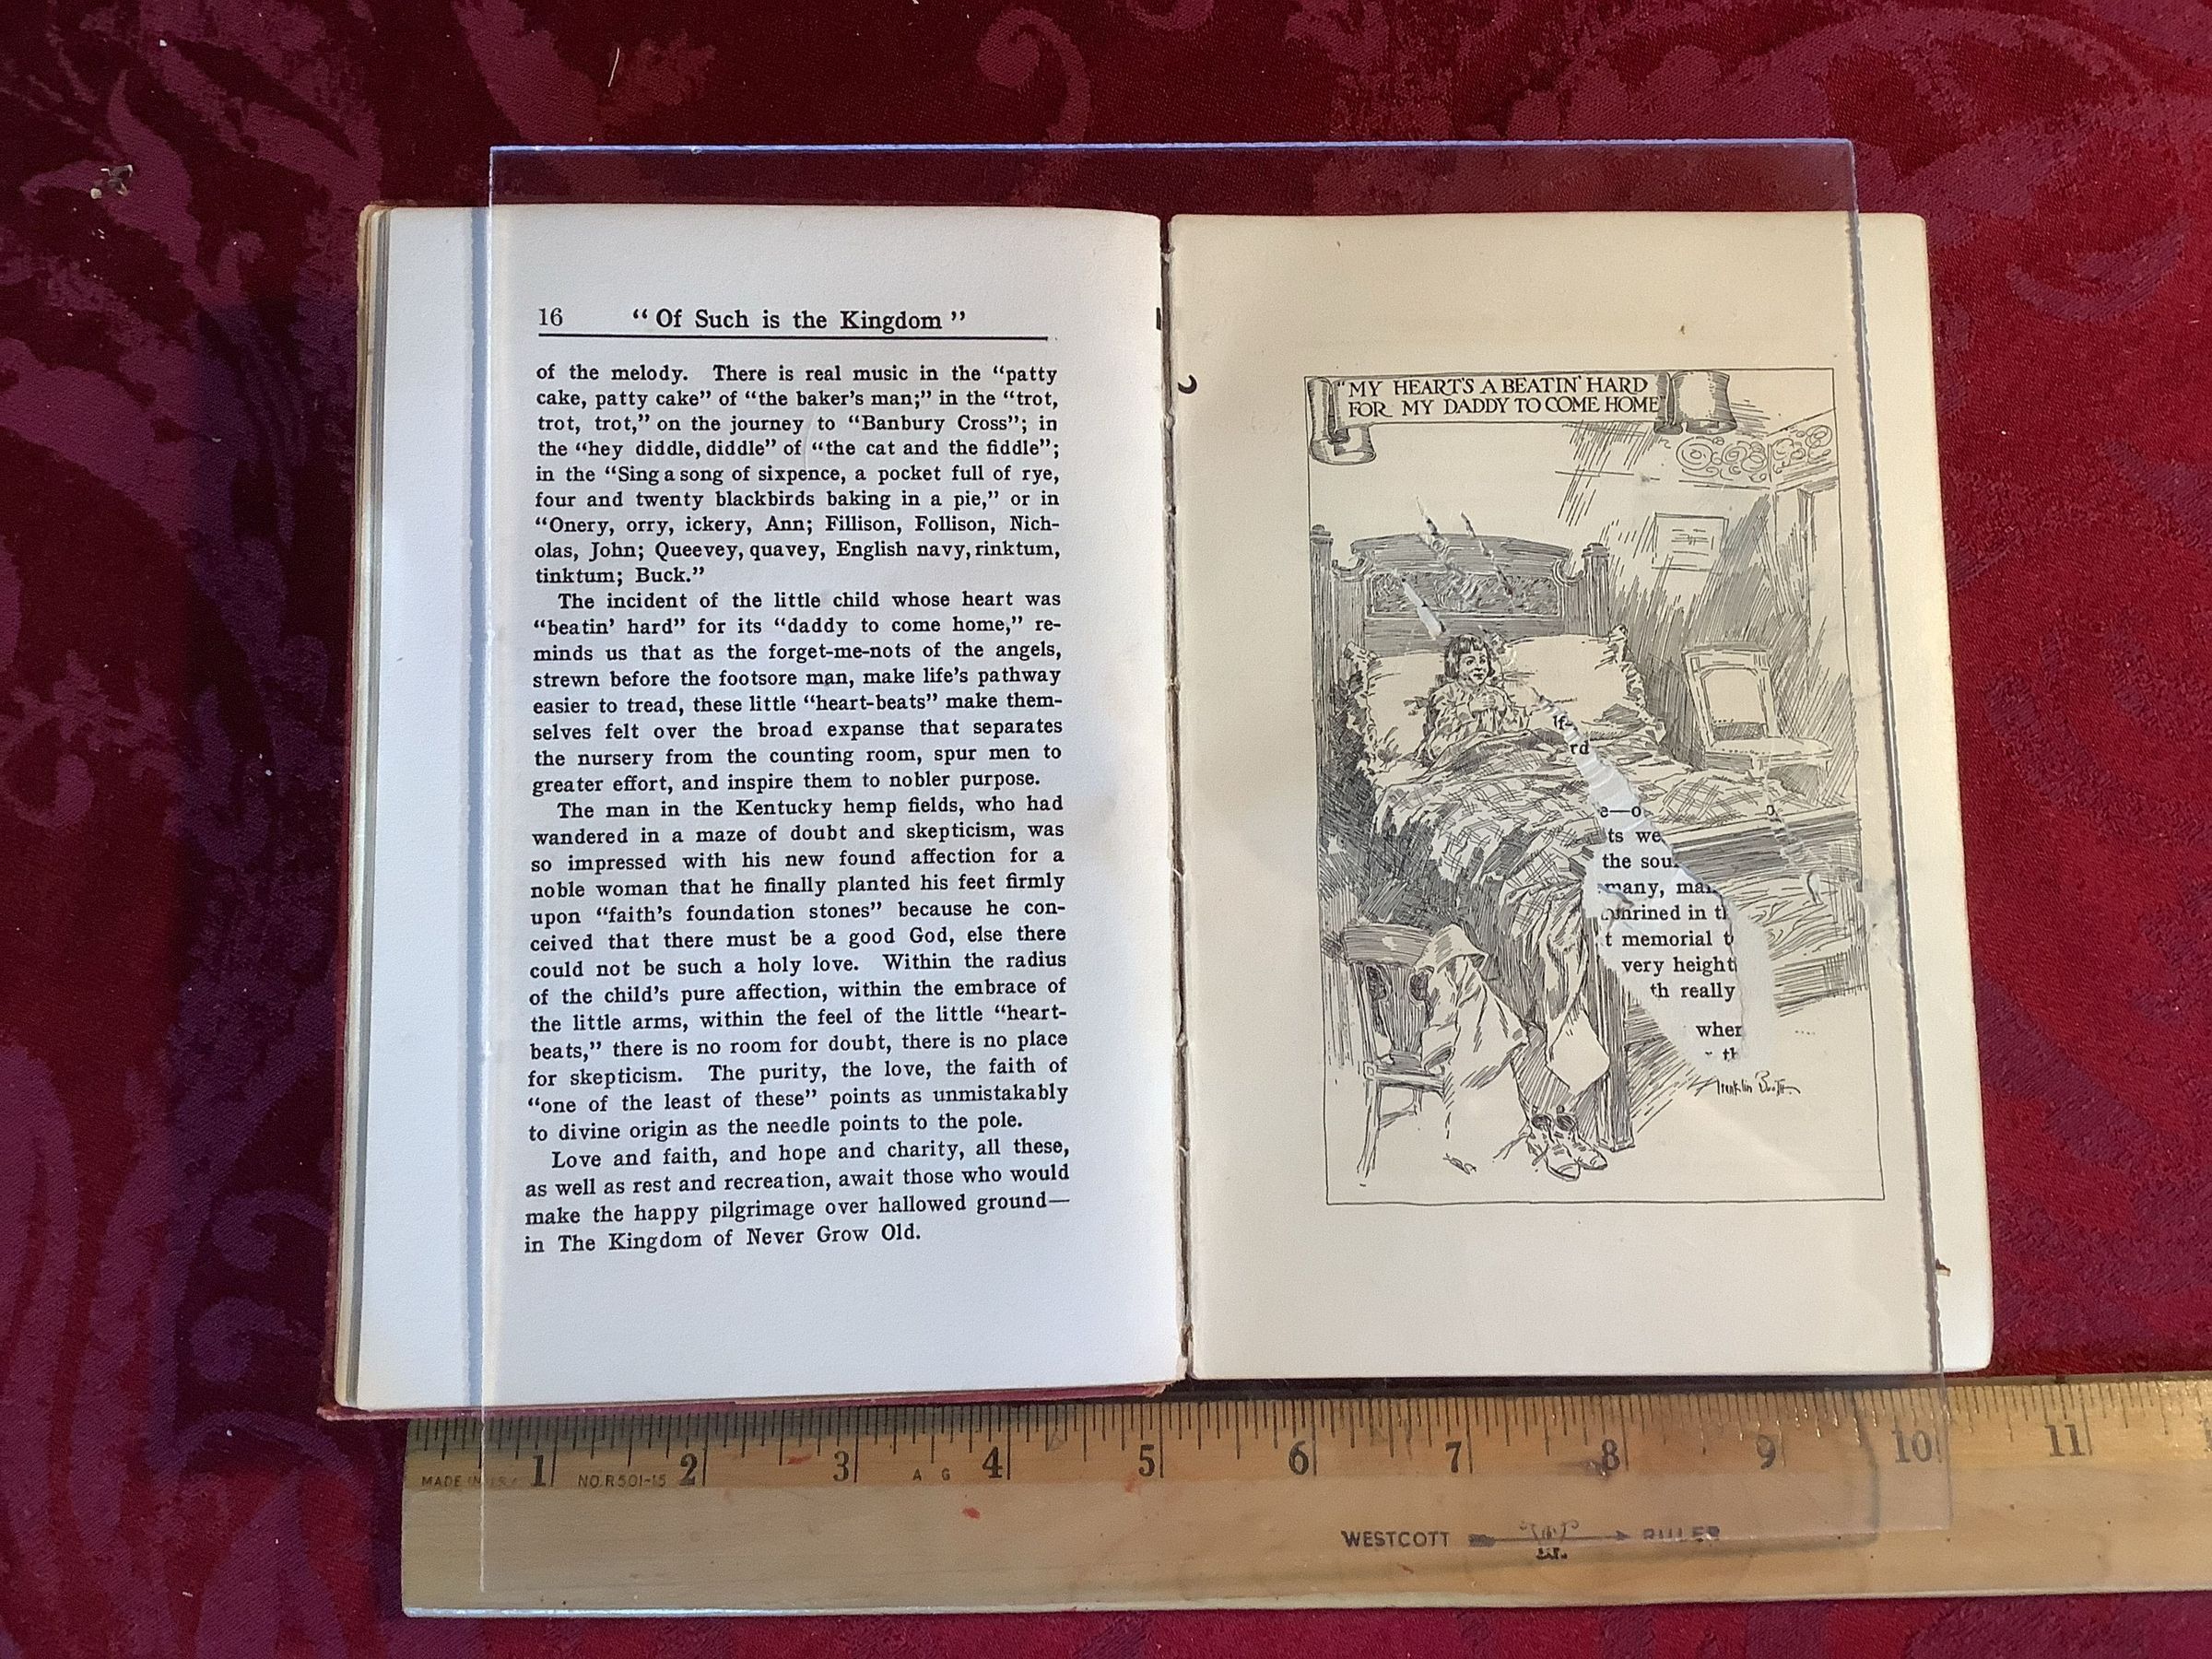 16 “Of Such is the Kingdom”
of the melody. There is real music in the “patty
cake, patty cake” of “the baker's man;” in the “trot,
trot, trot,” on the journey to “Banbury Cross”; in
the “hey diddle, diddle” of “the cat and the fiddle”;
in the “Sing a song of sixpence, a pocket full of rye,
four and twenty blackbirds baking in a pie,” or in
“Onery, orry, ickery, Ann; Fillison, Follison, Nich-
olas, John; Queevey, quavey, English navy, rinktum,
tinktum; Buck.”
The incident of the little child whose heart was
“beatin' hard” for its “daddy to come home,” re-
minds us that as the forget-me-nots of the angels,
strewn before the footsore man, make life's pathway
easier to tread, these little “heart-beats” make them-
selves felt over the broad expanse that separates
the nursery from the counting room, spur men to
greater effort, and inspire them to nobler purpose.
The man in the Kentucky hemp fields, who had
wandered in a maze of doubt and skepticism, was
so impressed with his new found affection for a
noble woman that he finally planted his feet firmly
upon “faith's foundation stones” because he con-
ceived that there must be a good God, else there
could not be such a holy love. Within the radius
of the child's pure affection, within the embrace of
the little arms, within the feel of the little “heart-
beats,” there is no room for doubt, there is no place
for skepticism. The purity, the love, the faith of
“one of the least of these” points as unmistakably
to divine origin as the needle points to the pole.
Love and faith, and hope and charity, all these,
as well as rest and recreation, await those who would
make the happy pilgrimage over hallowed ground—
in The Kingdom of Never Grow Old.
“MY HEART'S A BEATIN' HARD
FOR MY DADDY TO COME HOME”
lf-
rd
e—o
ts we
the sou
many, ma
hrined in th
t memorial t
very height
th really
when
th
Franklin Booth
1 2 3 4 5 6 7 8 9 10 11
MADE IN U.S.A. NO. R501-15 A G
WESTCOTT RULER